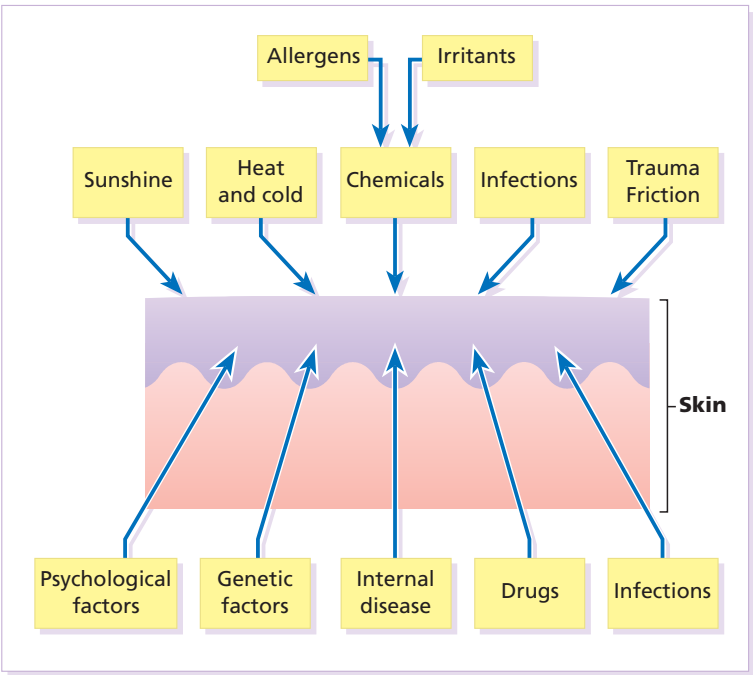 Allergens
Irritants
Sunshine
Heat
and cold
Chemicals
Infections
Trauma
Friction
Skin
Psychological
factors
Genetic
factors
Internal
disease
Drugs
Infections